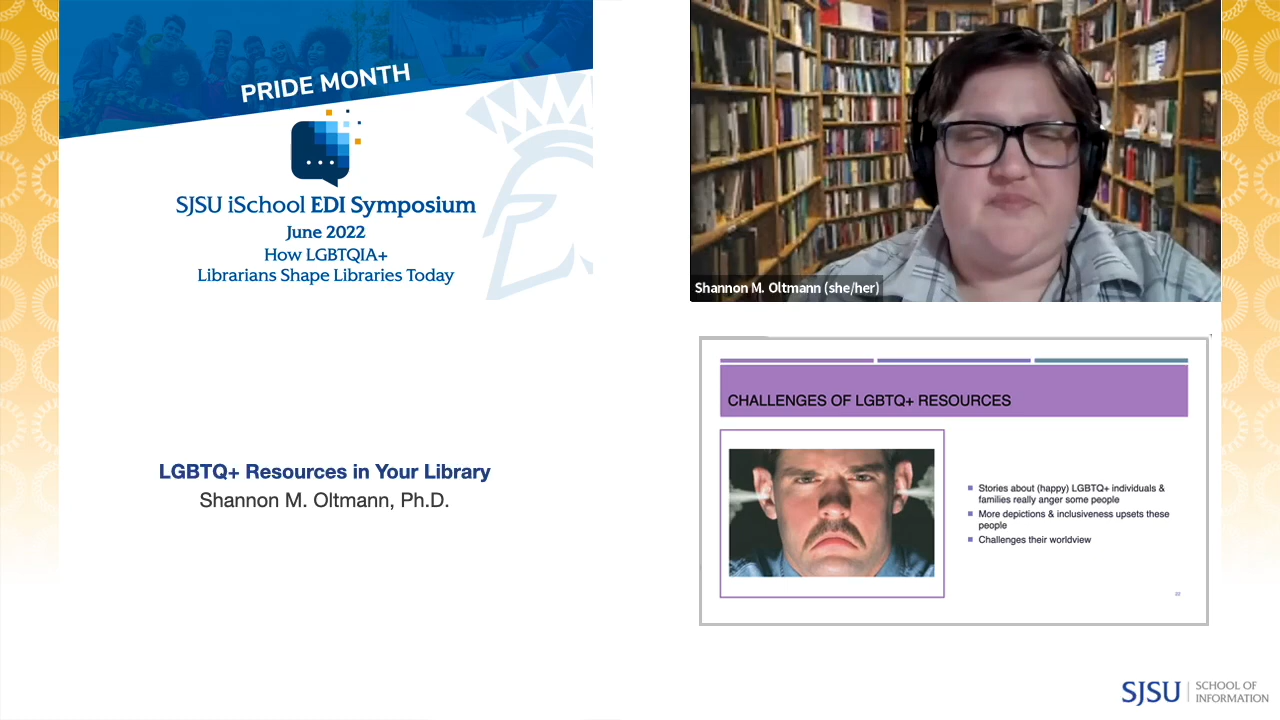 PRIDE MONTH
SJSU iSchool EDI Symposium
June 2022
How LGBTQIA+
Librarians Shape Libraries Today
LGBTQ+ Resources in Your Library
Shannon M. Oltmann, Ph.D.
Shannon M. Oltmann (she/her)
CHALLENGES OF LGBTQ+ RESOURCES
Stories about (happy) LGBTQ+ individuals &
families really anger some people
More depictions & inclusiveness upsets these
people
Challenges their worldview
SJSU SCHOOL OF
INFORMATION